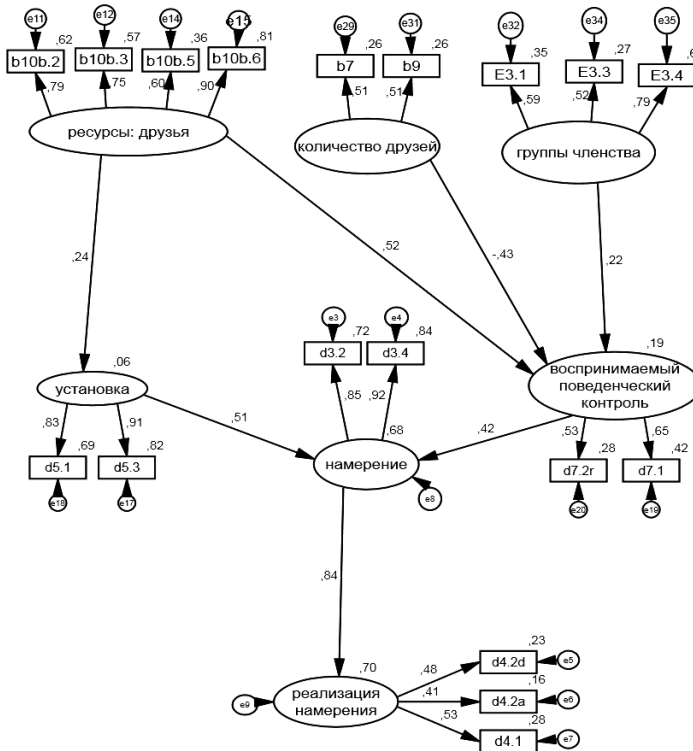 e11 e12 e14 e15 e29 e31 e32 e34 e35
,62 ,57 ,36 ,81 ,26 ,26 ,35 ,27
b10b.2 b10b.3 b10b.5 b10b.6 b7 b9 E3.1 E3.3 E3.4
,79 ,75 ,60 ,90 ,51 ,51 ,59 ,52 ,79
ресурсы: друзья
количество друзей
группы членства
,24
,52
-,43
,22
e3 e4
,72 ,84
d3.2 d3.4
,85 ,92
,06
установка
,19
воспринимаемый
поведенческий
контроль
,83 ,91
,51
,68
намерение
,42
,53 ,65
,69 ,82
d5.1 d5.3
e18 e17
e8
,28 ,42
d7.2r d7.1
e20 e19
,84
,70
реализация
намерения
e9
,48 ,41 ,53
,23
d4.2d e5
,16
d4.2a e6
,28
d4.1 e7